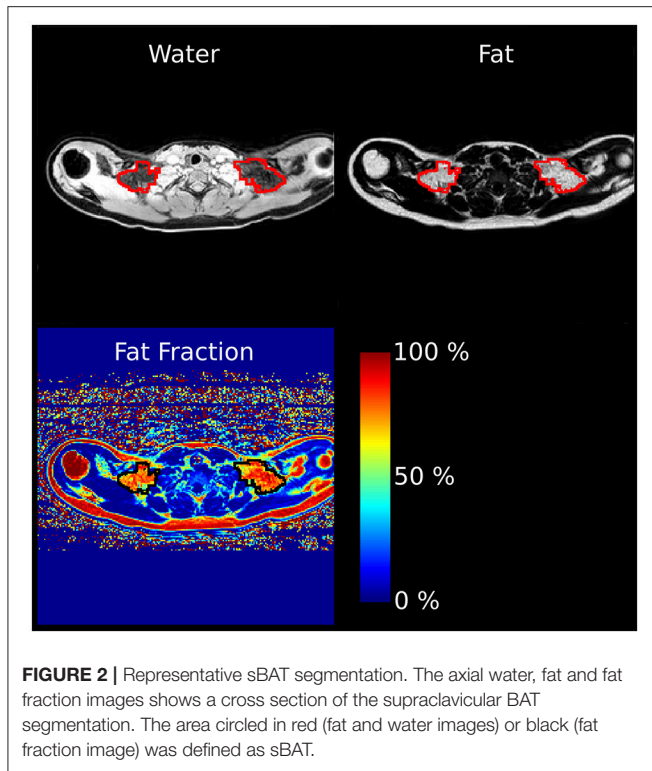 Water
Fat
Fat Fraction
100 %
50 %
0 %
FIGURE 2 | Representative sBAT segmentation. The axial water, fat and fat
fraction images shows a cross section of the supraclavicular BAT
segmentation. The area circled in red (fat and water images) or black (fat
fraction image) was defined as sBAT.